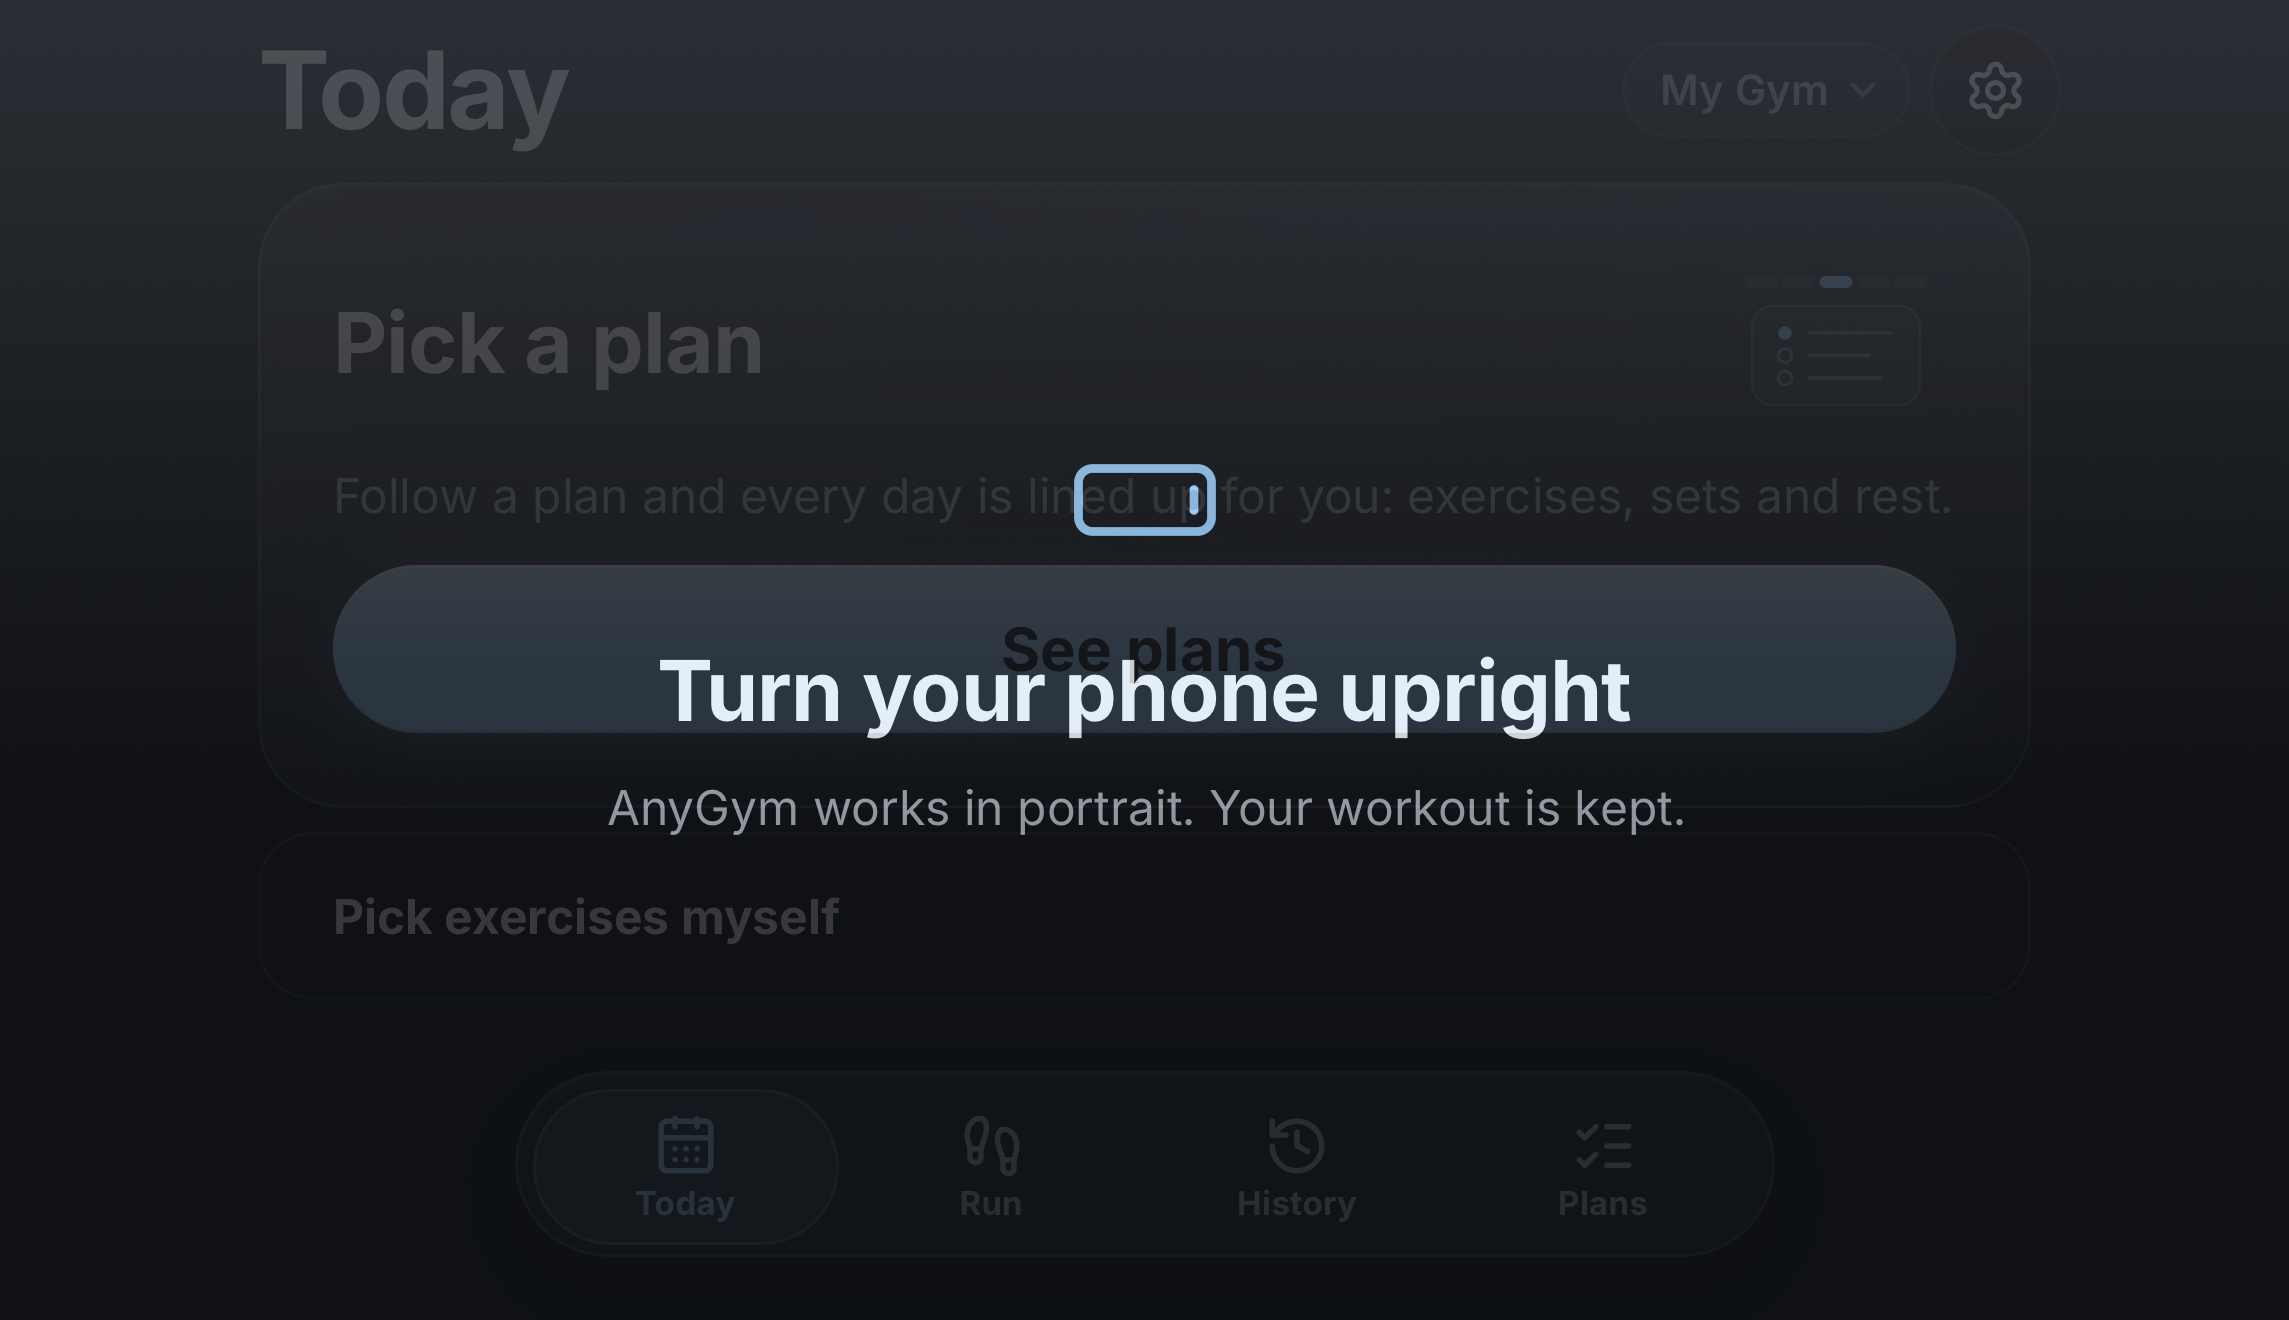 Today
My Gym
Pick a plan
Follow a plan and every day is lined up for you: exercises, sets and rest.
See plans
Turn your phone upright
AnyGym works in portrait. Your workout is kept.
Pick exercises myself
Today
Run
History
Plans